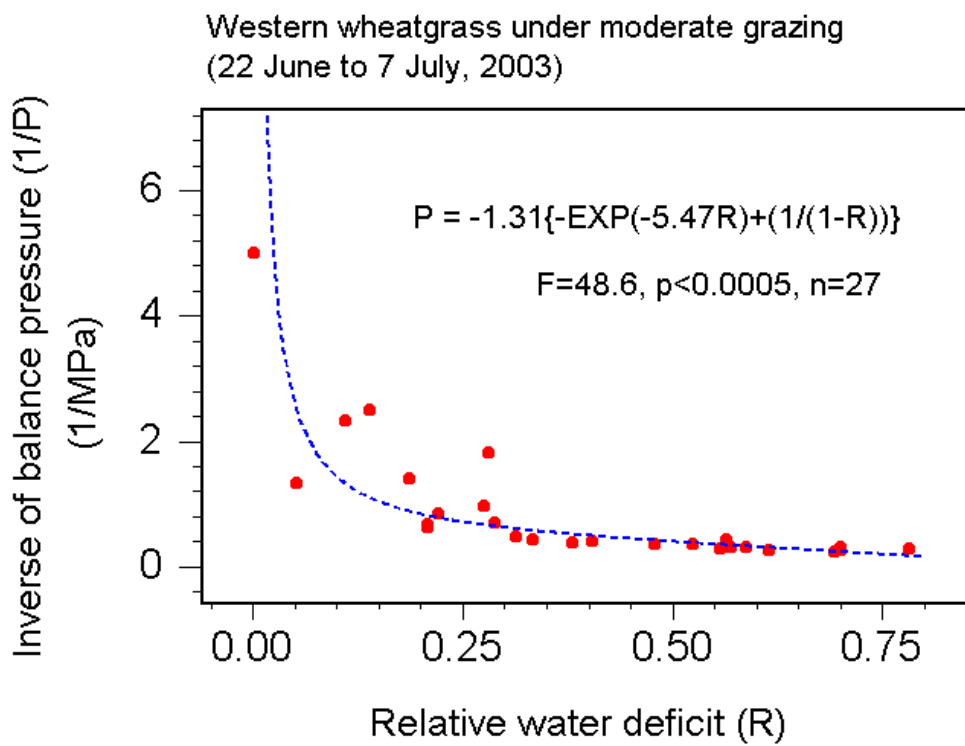 Western wheatgrass under moderate grazing
(22 June to 7 July, 2003)
Inverse of balance pressure (1/P)
(1/MPa)
6
4
2
0
P = -1.31{-EXP(-5.47R)+(1/(1-R))}
F=48.6, p<0.0005, n=27
0.00 0.25 0.50 0.75
Relative water deficit (R)